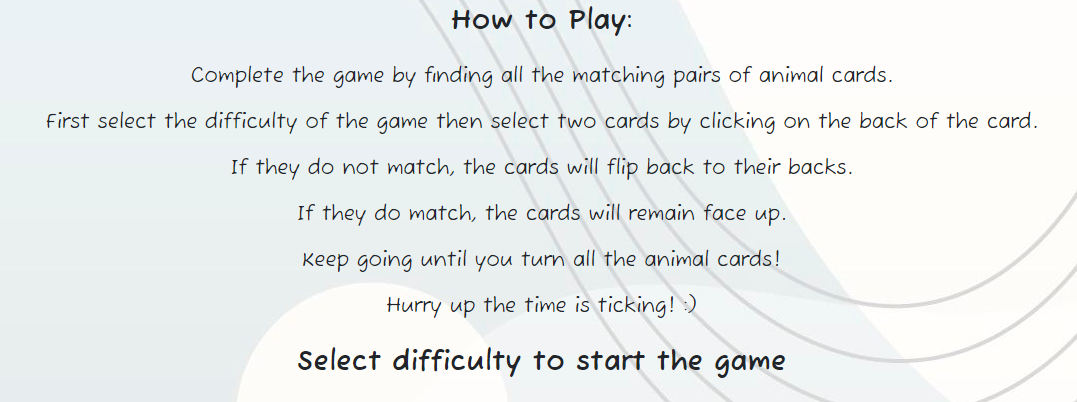 How to Play:
Complete the game by finding all the matching pairs of animal cards.
First select the difficulty of the game then select two cards by clicking on the back of the card.
If they do not match, the cards will flip back to their backs.
If they do match, the cards will remain face up.
Keep going until you turn all the animal cards!
Hurry up the time is ticking! :)
Select difficulty to start the game